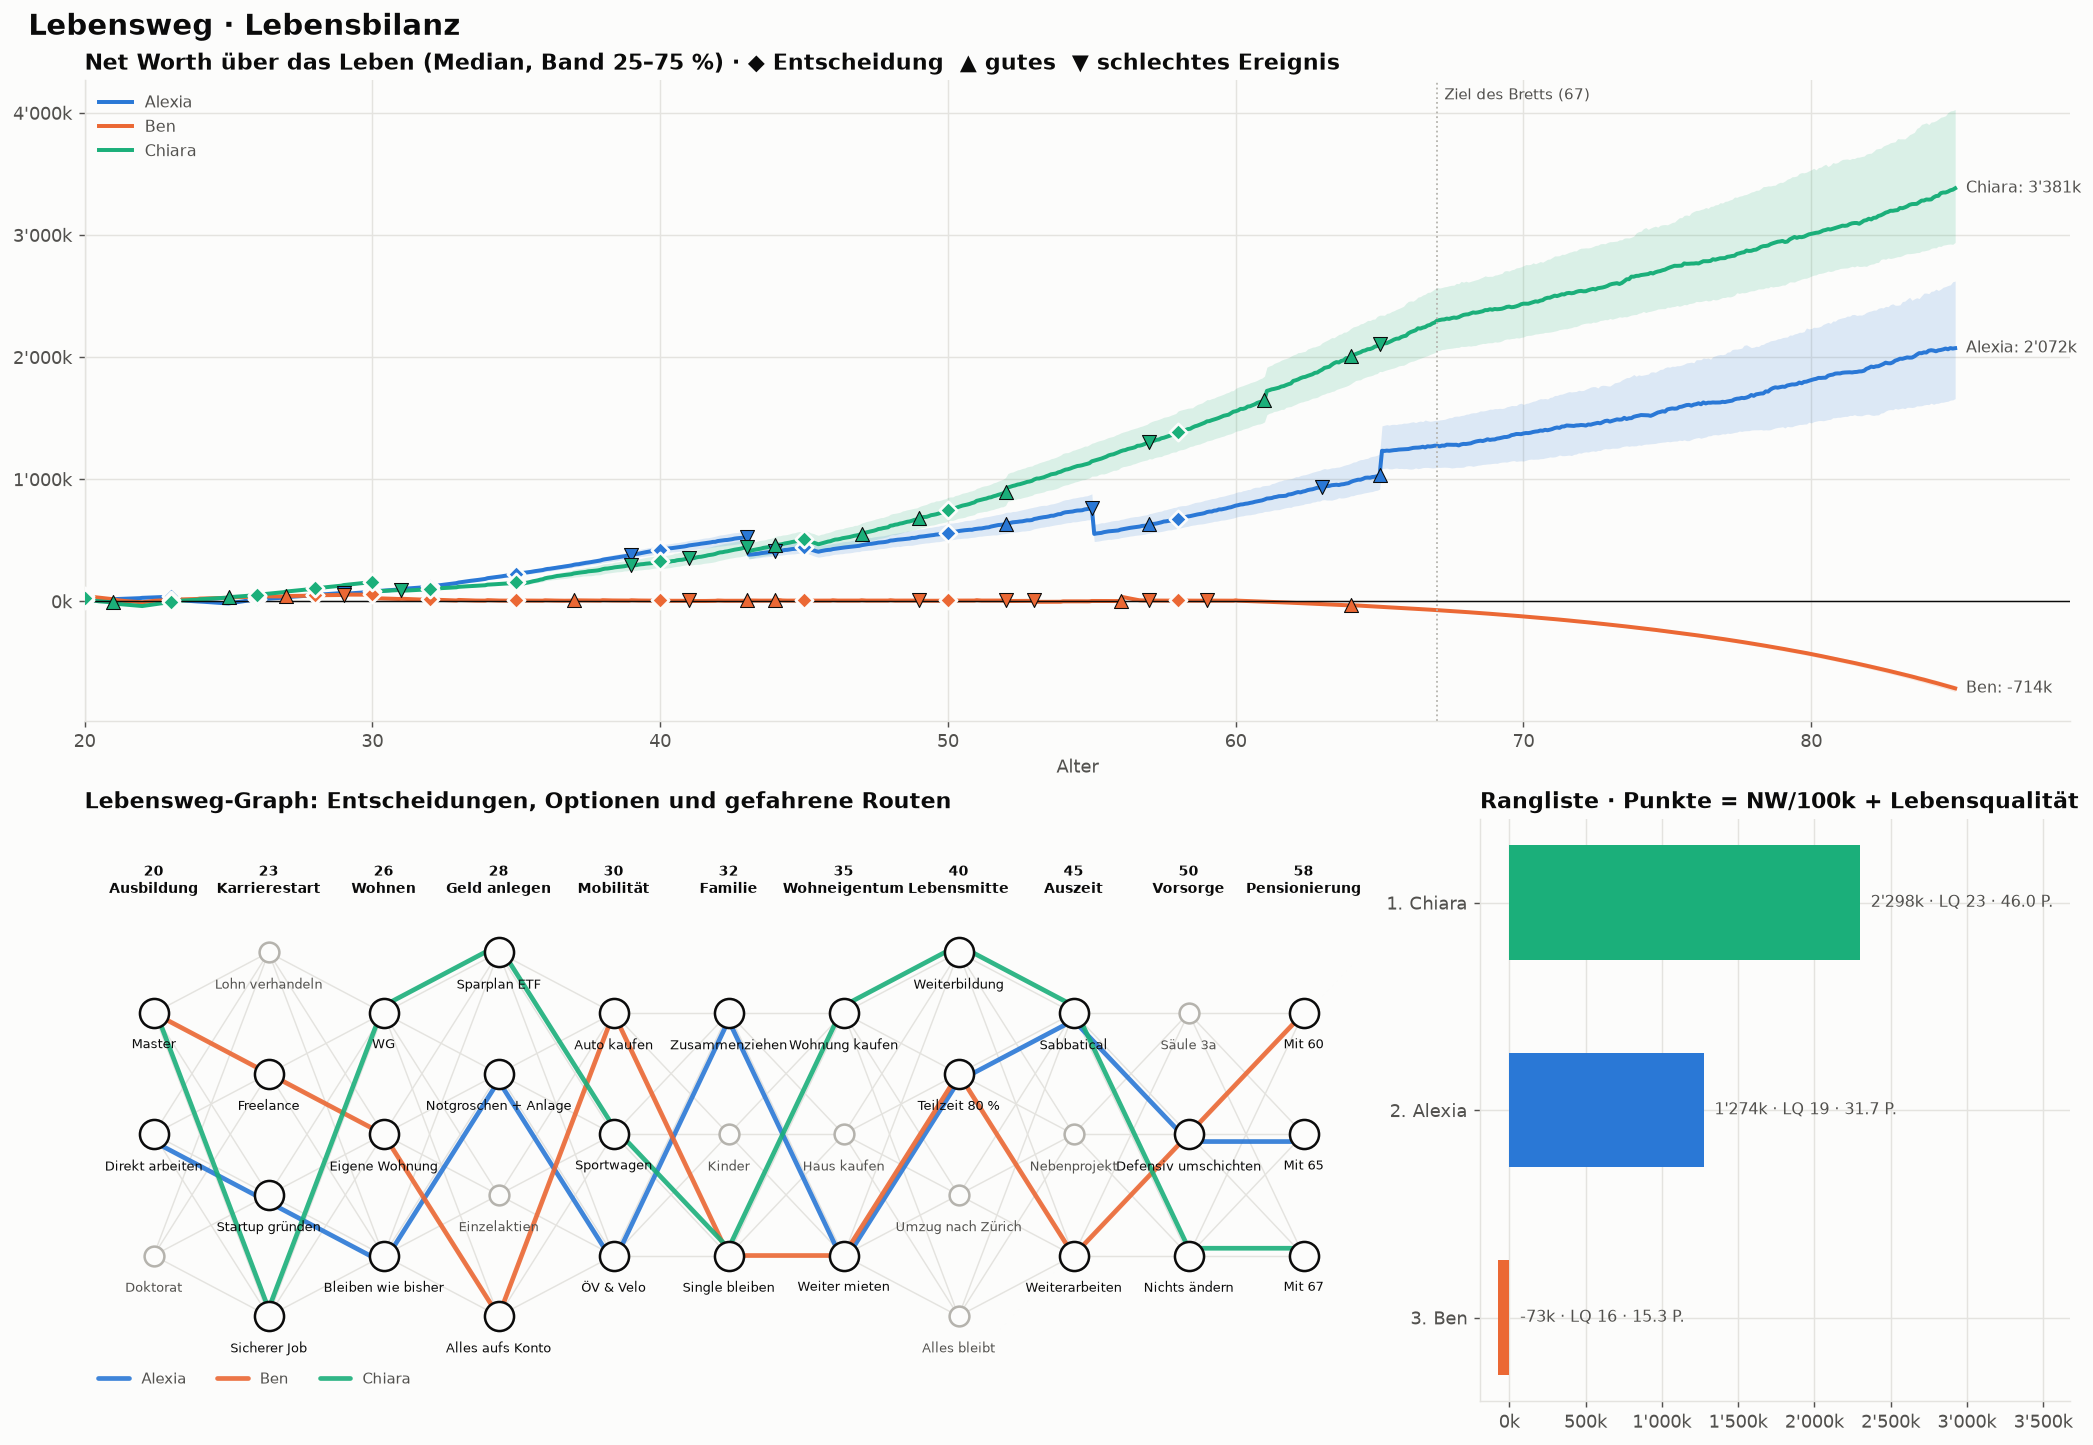 Lebensweg · Lebensbilanz
Net Worth über das Leben (Median, Band 25–75 %) · ◆ Entscheidung ▲ gutes ▼ schlechtes Ereignis
Alexia
Ben
Chiara
Ziel des Bretts (67)
4'000k
3'000k
2'000k
1'000k
0k
Chiara: 3'381k
Alexia: 2'072k
Ben: -714k
20 30 40 50 60 70 80
Alter
Lebensweg-Graph: Entscheidungen, Optionen und gefahrene Routen
20 23 26 28 30 32 35 40 45 50 58
Ausbildung Karrierestart Wohnen Geld anlegen Mobilität Familie Wohneigentum Lebensmitte Auszeit Vorsorge Pensionierung
Lohn verhandeln Sparplan ETF Weiterbildung
Master WG Auto kaufen Zusammenziehen Wohnung kaufen Sabbatical Säule 3a Mit 60
Freelance Notgroschen + Anlage Teilzeit 80 %
Direkt arbeiten Eigene Wohnung Sportwagen Kinder Haus kaufen Nebenprojekt Defensiv umschichten Mit 65
Startup gründen Einzelaktien Umzug nach Zürich
Doktorat Bleiben wie bisher ÖV & Velo Single bleiben Weiter mieten Weiterarbeiten Nichts ändern Mit 67
Sicherer Job Alles aufs Konto Alles bleibt
Alexia Ben Chiara
Rangliste · Punkte = NW/100k + Lebensqualität
1. Chiara
2'298k · LQ 23 · 46.0 P.
2. Alexia
1'274k · LQ 19 · 31.7 P.
3. Ben
-73k · LQ 16 · 15.3 P.
0k 500k 1'000k 1'500k 2'000k 2'500k 3'000k 3'500k